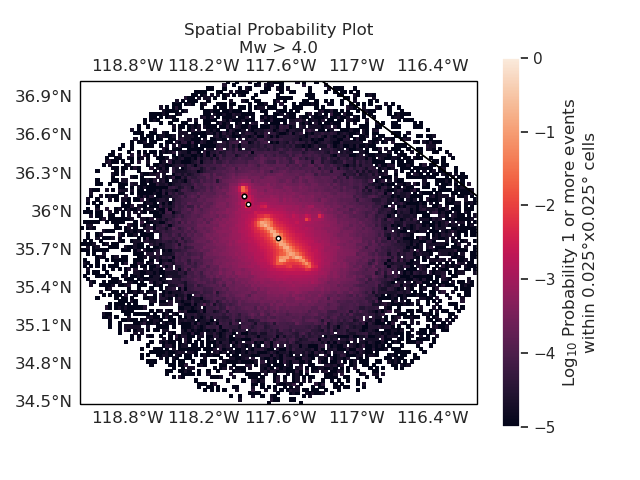 Spatial Probability Plot
Mw > 4.0
118.8°W 118.2°W 117.6°W 117°W 116.4°W
36.9°N
36.6°N
36.3°N
36°N
35.7°N
35.4°N
35.1°N
34.8°N
34.5°N
118.8°W 118.2°W 117.6°W 117°W 116.4°W
0
−1
−2
−3
−4
−5
Log₁₀ Probability 1 or more events
within 0.025°x0.025° cells